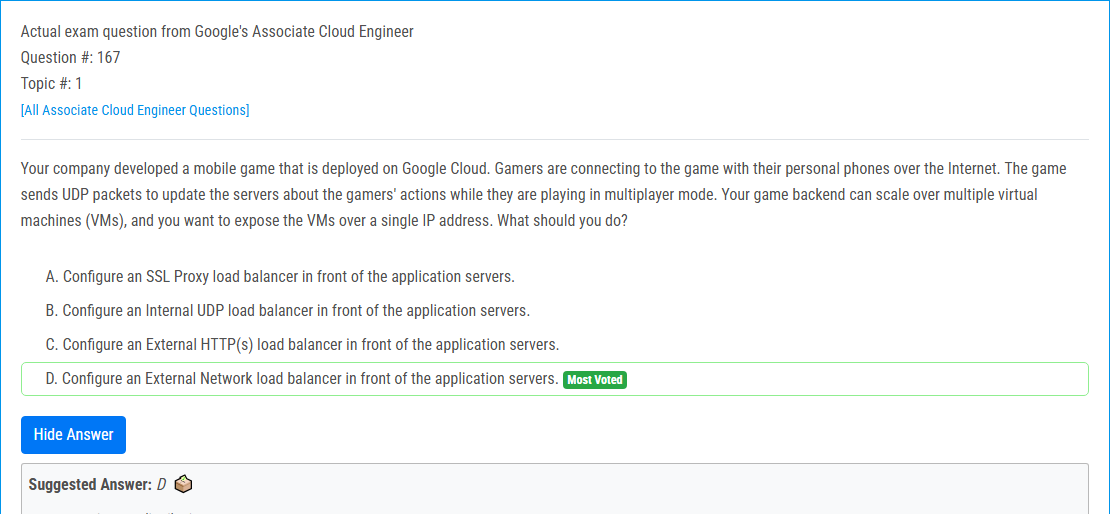 Actual exam question from Google's Associate Cloud Engineer
Question #: 167
Topic #: 1
[All Associate Cloud Engineer Questions]
Your company developed a mobile game that is deployed on Google Cloud. Gamers are connecting to the game with their personal phones over the Internet. The game
sends UDP packets to update the servers about the gamers' actions while they are playing in multiplayer mode. Your game backend can scale over multiple virtual
machines (VMs), and you want to expose the VMs over a single IP address. What should you do?
A. Configure an SSL Proxy load balancer in front of the application servers.
B. Configure an Internal UDP load balancer in front of the application servers.
C. Configure an External HTTP(s) load balancer in front of the application servers.
D. Configure an External Network load balancer in front of the application servers. Most Voted
Hide Answer
Suggested Answer: D